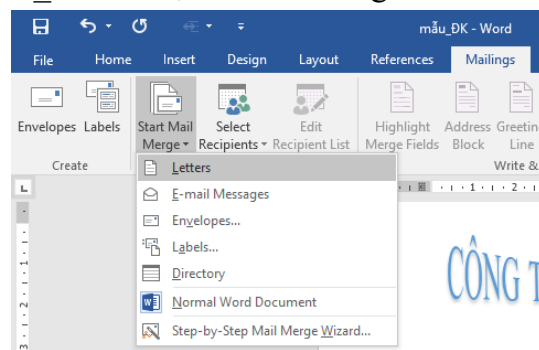 mẫu_ĐK - Word
File Home Insert Design Layout References Mailings
Envelopes Labels Start Mail Merge Select Recipients Edit Recipient List Highlight Merge Fields Address Block Greetin Line
Create Write &
Letters
1 2
E-mail Messages
Envelopes...
Labels...
Directory
Normal Word Document
Step-by-Step Mail Merge Wizard...
CÔNG T